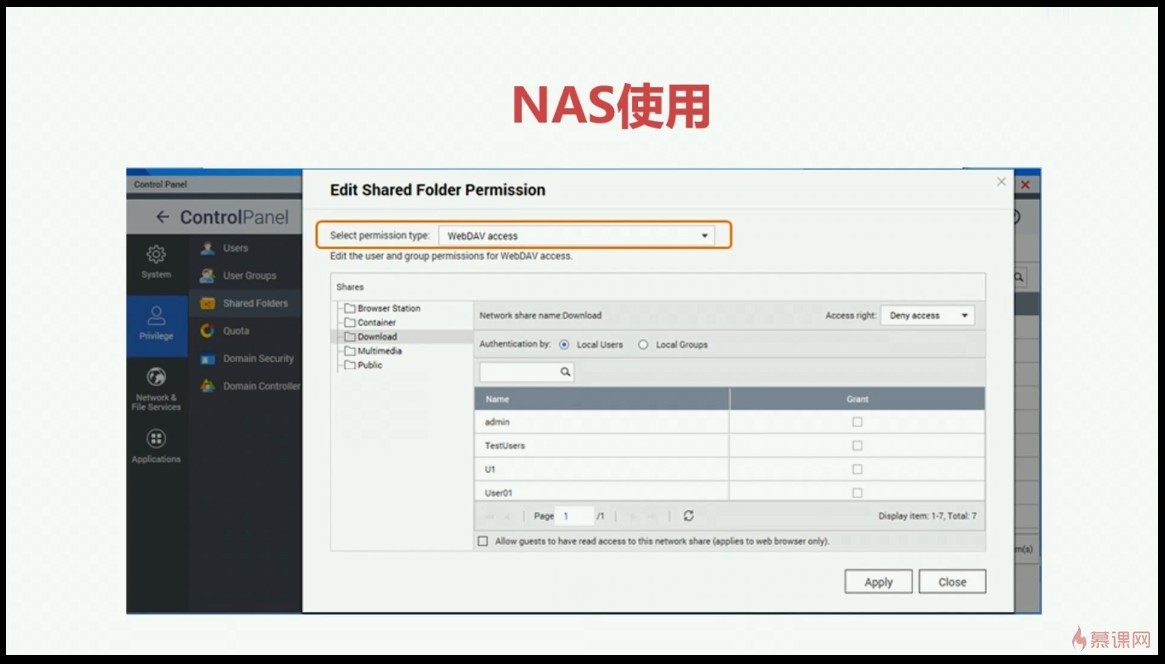 NAS使用
Control Panel
Edit Shared Folder Permission
ControlPanel
Select permission type: WebDAV access
Edit the user and group permissions for WebDAV access.
System
Users
User Groups
Shared Folders
Quota
Domain Security
Domain Controller
Privilege
Network &
File Services
Applications
Shares
Browser Station
Container
Download
Multimedia
Public
Network share name:Download Access right: Deny access
Authentication by: Local Users Local Groups
Name Grant
admin
TestUsers
U1
User01
Page 1 /1 Display item: 1-7, Total: 7
Allow guests to have read access to this network share (applies to web browser only).
Apply Close
慕课网